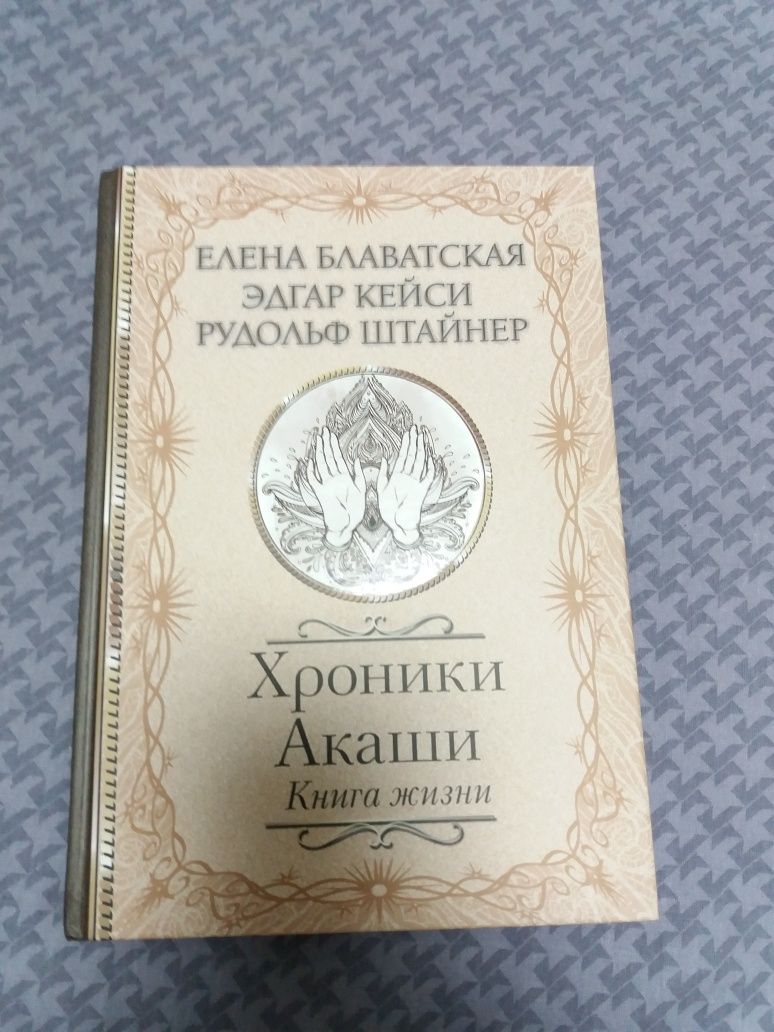 ЕЛЕНА БЛАВАТСКАЯ
ЭДГАР КЕЙСИ
РУДОЛЬФ ШТАЙНЕР
Хроники
Акаши
Книга жизни